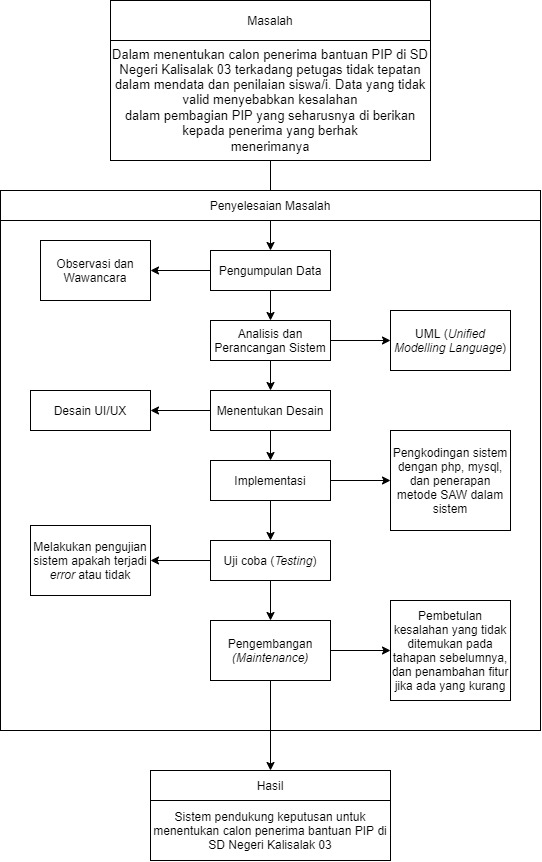 Masalah
Dalam menentukan calon penerima bantuan PIP di SD
Negeri Kalisalak 03 terkadang petugas tidak tepatan
dalam mendata dan penilaian siswa/i. Data yang tidak
valid menyebabkan kesalahan
dalam pembagian PIP yang seharusnya di berikan
kepada penerima yang berhak
menerimanya
Penyelesaian Masalah
Observasi dan
Wawancara
Pengumpulan Data
Analisis dan
Perancangan Sistem
UML (Unified
Modelling Language)
Desain UI/UX
Menentukan Desain
Implementasi
Pengkodingan sistem
dengan php, mysql,
dan penerapan
metode SAW dalam
sistem
Melakukan pengujian
sistem apakah terjadi
error atau tidak
Uji coba (Testing)
Pengembangan
(Maintenance)
Pembetulan
kesalahan yang tidak
ditemukan pada
tahapan sebelumnya,
dan penambahan fitur
jika ada yang kurang
Hasil
Sistem pendukung keputusan untuk
menentukan calon penerima bantuan PIP di
SD Negeri Kalisalak 03